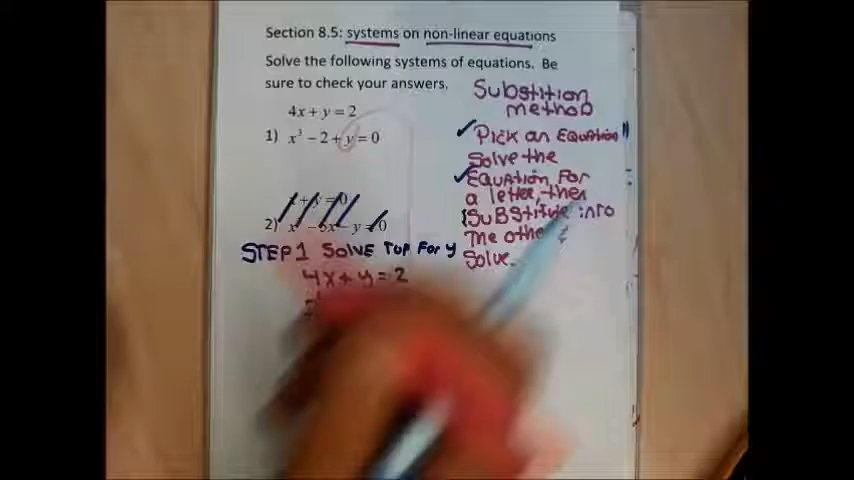 Section 8.5: systems on non-linear equations
Solve the following systems of equations. Be
sure to check your answers.
4x + y = 2
1) x³ − 2 + y = 0
x + y = 0
2)
STEP 1 SOLVE TOP FOR y
4x + y = 2
Substition
method
✓ PICK AN EQUATION
Solve the
✓ EQUATION FOR
a letter, then
SUBSTITUTE INTO
The other &
Solve.